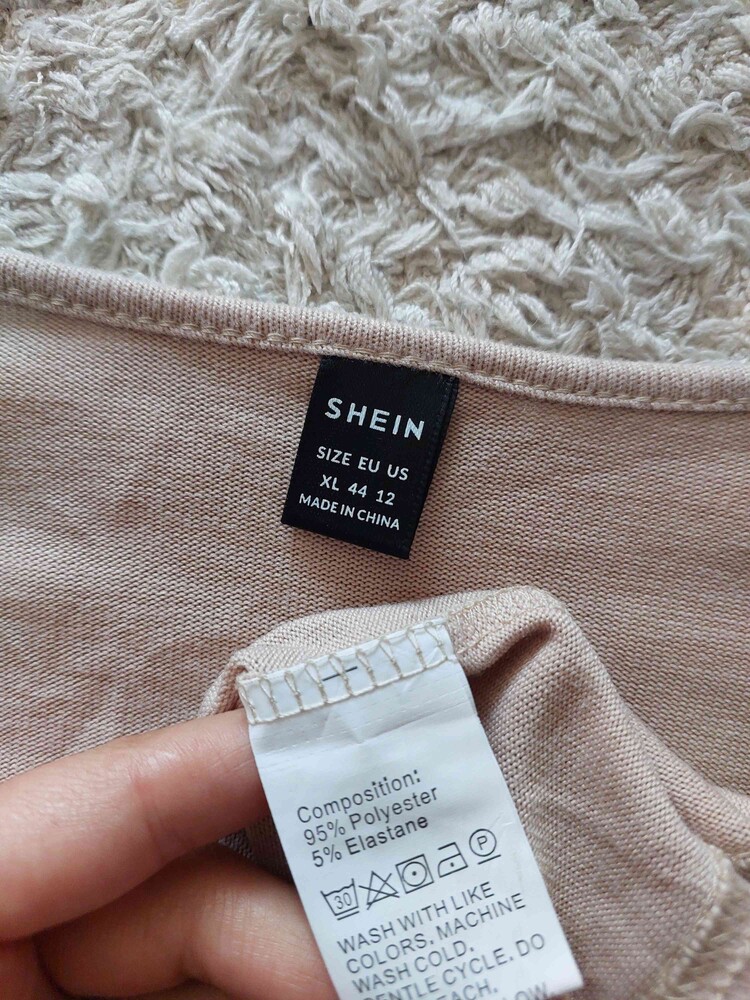 SHEIN
SIZE EU US
XL 44 12
MADE IN CHINA
Composition:
95% Polyester
5% Elastane
30 P
WASH WITH LIKE
COLORS. MACHINE
WASH COLD.
GENTLE CYCLE. DO